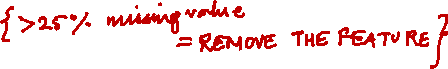 { >25% missing value
= REMOVE THE FEATURE }